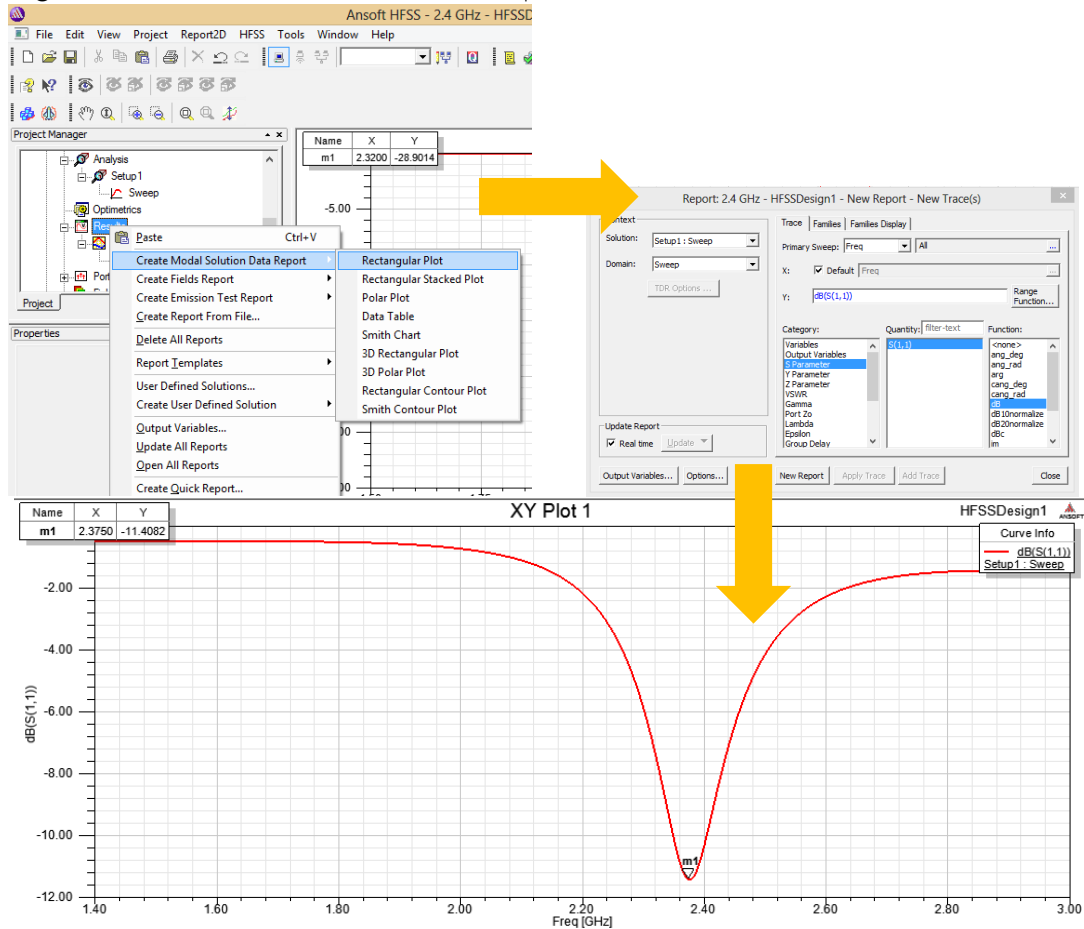 Ansoft HFSS - 2.4 GHz - HFSSD
File Edit View Project Report2D HFSS Tools Window Help
Project Manager
Analysis
Setup1
Sweep
Optimetrics
Port
Project
Properties
Name X Y
m1 2.3200 -28.9014
-5.00
Paste Ctrl+V
Create Modal Solution Data Report
Create Fields Report
Create Emission Test Report
Create Report From File...
Delete All Reports
Report Templates
User Defined Solutions...
Create User Defined Solution
Output Variables...
Update All Reports
Open All Reports
Create Quick Report...
Rectangular Plot
Rectangular Stacked Plot
Polar Plot
Data Table
Smith Chart
3D Rectangular Plot
3D Polar Plot
Rectangular Contour Plot
Smith Contour Plot
Report: 2.4 GHz - HFSSDesign1 - New Report - New Trace(s)
Context
Solution: Setup1 : Sweep
Domain: Sweep
TDR Options ...
Update Report
Real time Update
Output Variables... Options...
Trace Families Families Display
Primary Sweep: Freq All ...
X: Default Freq ...
Y: dB(S(1,1)) Range Function...
Category: Quantity: filter-text Function:
Variables
Output Variables
S Parameter
Y Parameter
Z Parameter
VSWR
Gamma
Port Zo
Lambda
Epsilon
Group Delay
S(1,1)
<none>
ang_deg
ang_rad
arg
cang_deg
cang_rad
dB
dB10normalize
dB20normalize
dBc
im
New Report Apply Trace Add Trace Close
XY Plot 1
HFSSDesign1
ANSOFT
Name X Y
m1 2.3750 -11.4082
Curve Info
dB(S(1,1))
Setup1 : Sweep
dB(S(1,1))
-2.00
-4.00
-6.00
-8.00
-10.00
-12.00
m1
1.40 1.60 1.80 2.00 2.20 2.40 2.60 2.80 3.00
Freq [GHz]